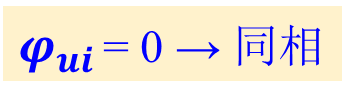 φui = 0 → 同相